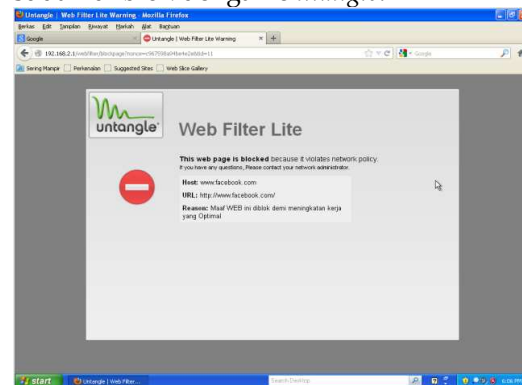 Untangle | Web Filter Lite Warning - Mozilla Firefox
Berkas Edit Tampilan Riwayat Markah Alat Bantuan
Google
Untangle | Web Filter Lite Warning
Google
Sering Mampir Perkenalan Suggested Sites Web Slice Gallery
untangle
Web Filter Lite
This web page is blocked because it violates network policy.
If you have any questions, Please contact your network administrator.
Host: www.facebook.com
URL: http://www.facebook.com/
Reason: Maaf WEB ini diblok demi meningkatan kerja
yang Optimal
start
Untangle | Web Filter...
Search Desktop